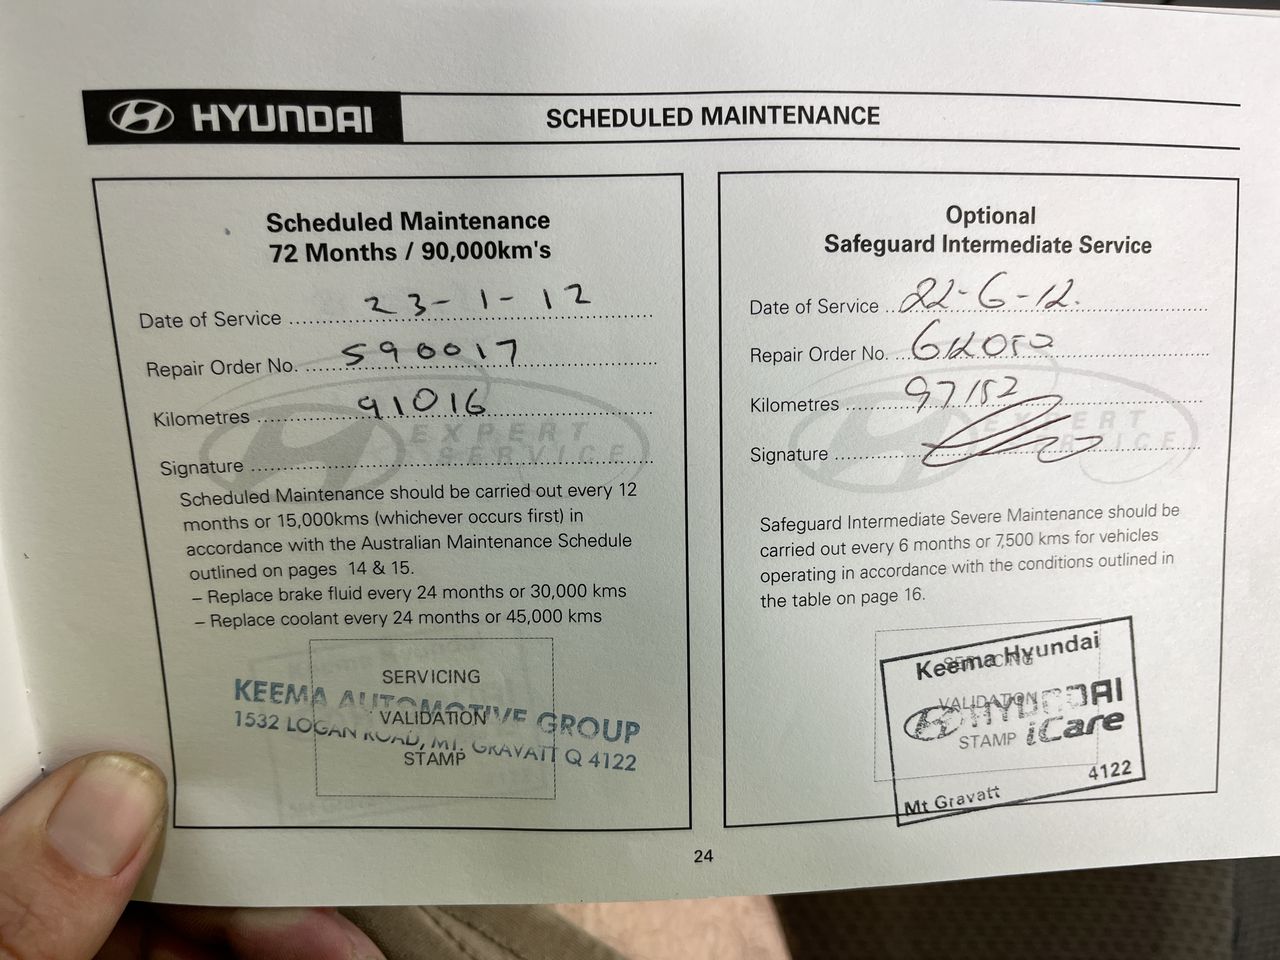 HYUNDAI
SCHEDULED MAINTENANCE
Scheduled Maintenance
72 Months / 90,000km's
Date of Service 23-1-12
Repair Order No. 590017
Kilometres 91016
EXPERT
SERVICE
Signature
Scheduled Maintenance should be carried out every 12
months or 15,000kms (whichever occurs first) in
accordance with the Australian Maintenance Schedule
outlined on pages 14 & 15.
– Replace brake fluid every 24 months or 30,000 kms
– Replace coolant every 24 months or 45,000 kms
SERVICING
VALIDATION
STAMP
KEEMA AUTOMOTIVE GROUP
1532 LOGAN ROAD, MT. GRAVATT Q 4122
Optional
Safeguard Intermediate Service
Date of Service 22-6-12.
Repair Order No.
Kilometres 97152
EXPERT
SERVICE
Signature
Safeguard Intermediate Severe Maintenance should be
carried out every 6 months or 7,500 kms for vehicles
operating in accordance with the conditions outlined in
the table on page 16.
SERVICING
VALIDATION
STAMP
Keema Hyundai
HYUNDAI
iCare
Mt Gravatt 4122
24